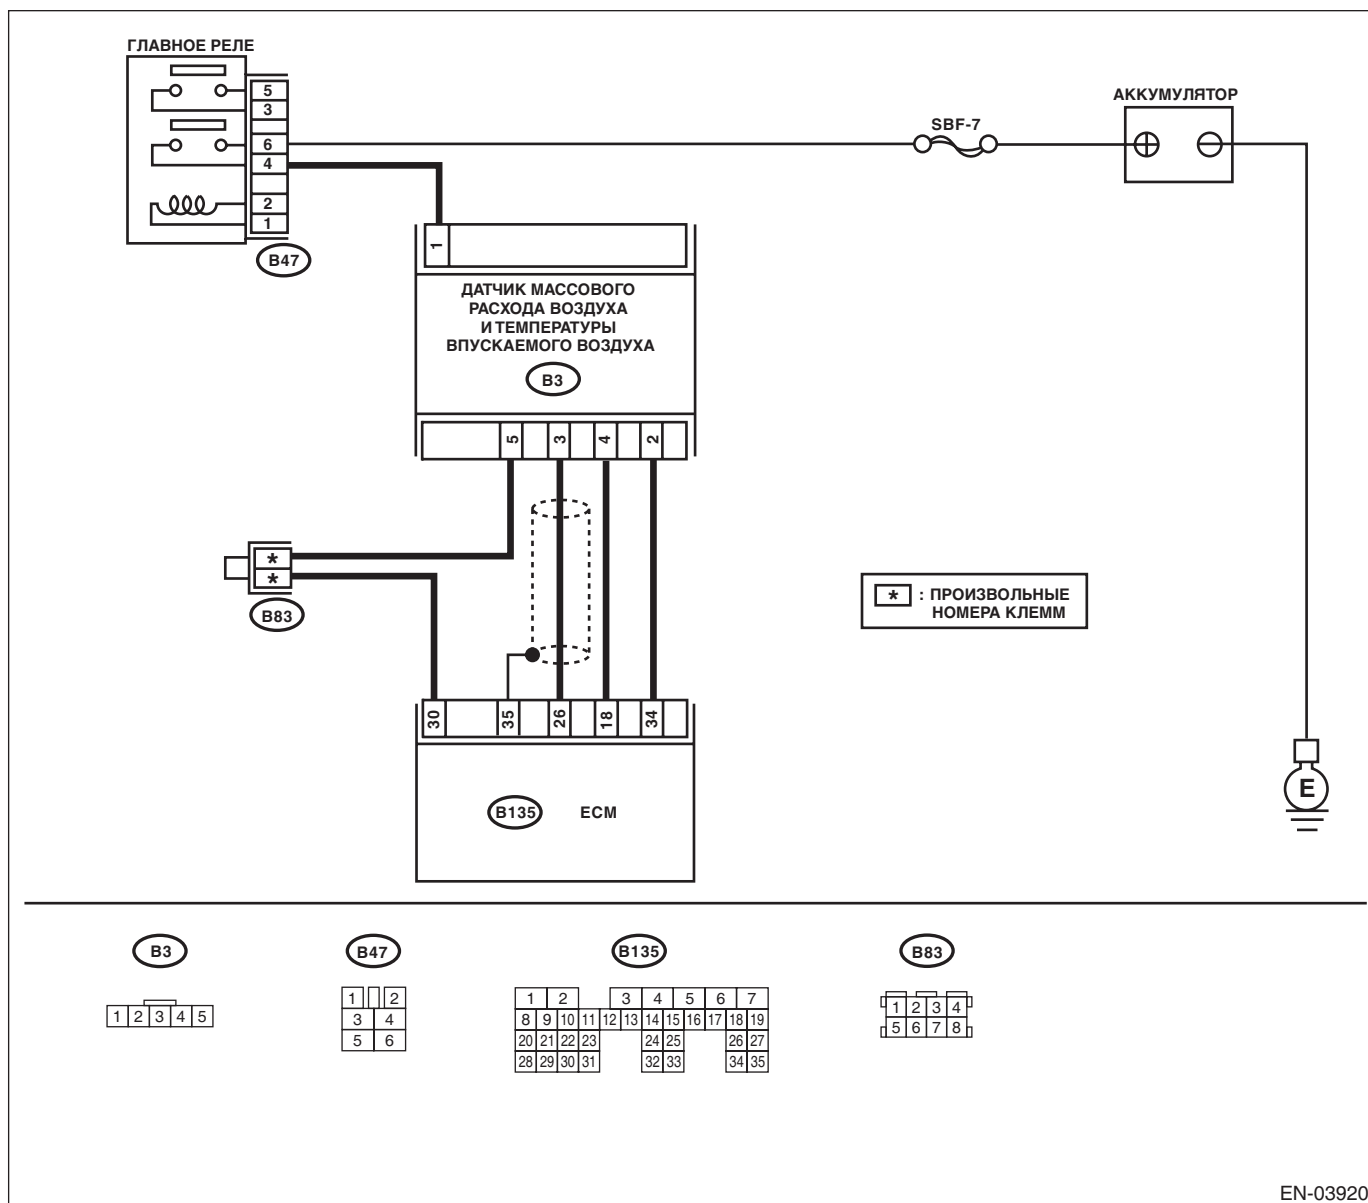 ГЛАВНОЕ РЕЛЕ
5
3
6
4
2
1
B47
SBF-7
АККУМУЛЯТОР
1
ДАТЧИК МАССОВОГО
РАСХОДА ВОЗДУХА
И ТЕМПЕРАТУРЫ
ВПУСКАЕМОГО ВОЗДУХА
B3
5 3 4 2
*
*
B83
* : ПРОИЗВОЛЬНЫЕ
НОМЕРА КЛЕММ
30 35 26 18 34
B135 ECM
E
B3 B47 B135 B83
1 2 3 4 5
1 2
3 4
5 6
1 2 3 4 5 6 7
8 9 10 11 12 13 14 15 16 17 18 19
20 21 22 23 24 25 26 27
28 29 30 31 32 33 34 35
1 2 3 4
5 6 7 8
EN-03920